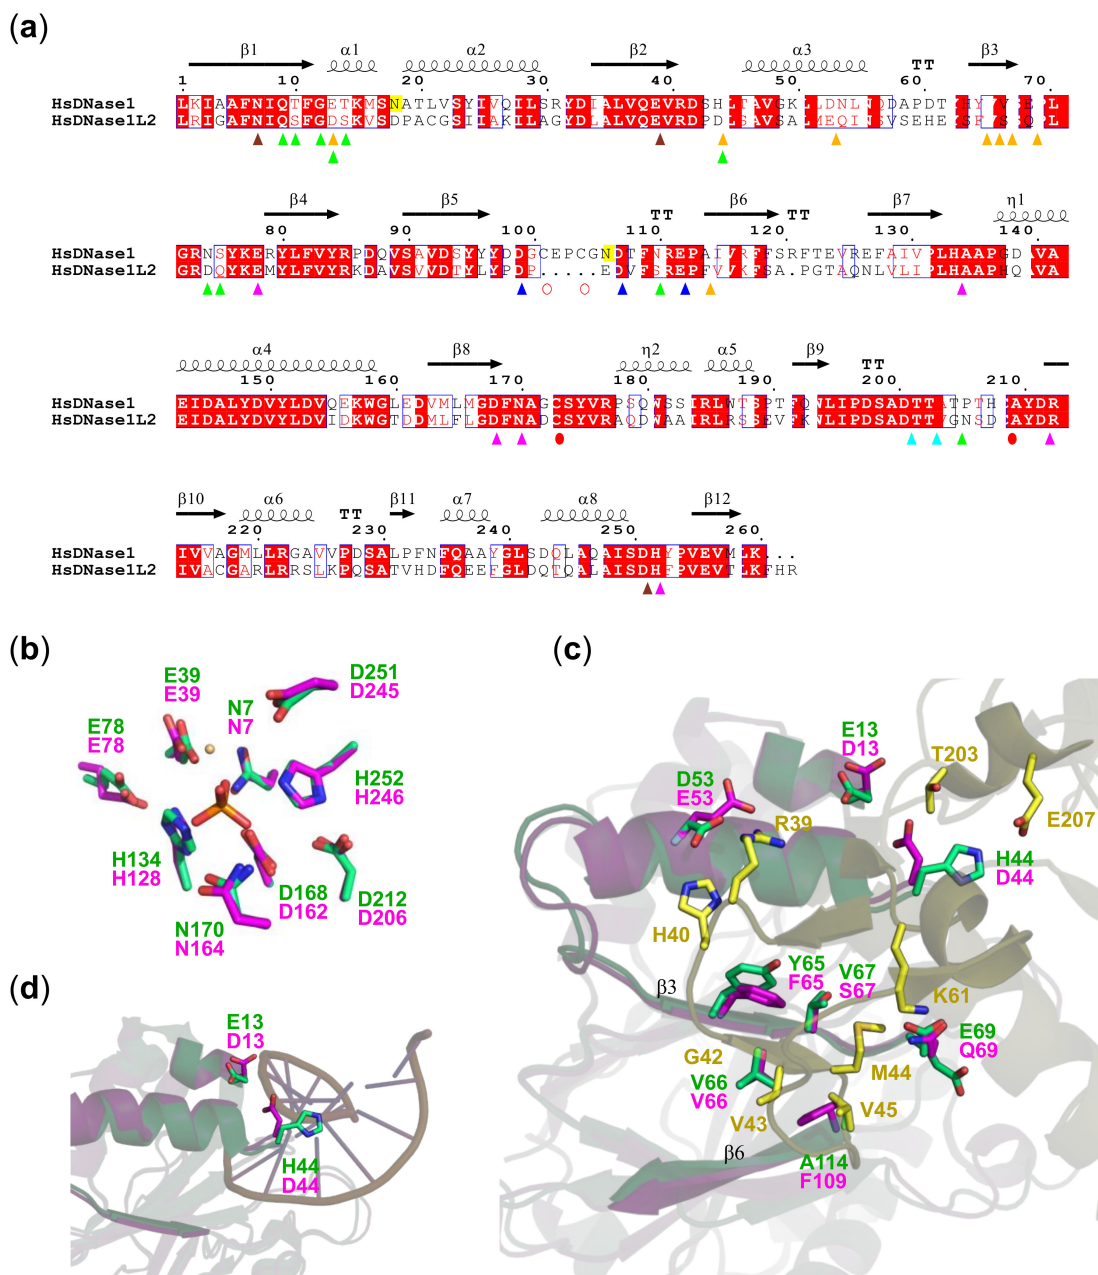 (a)
β1 α1 α2 β2 α3 TT β3
1 10 20 30 40 50 60 70
HsDNase1 LKIAAFNIQTFGETKMSNATLVSYIVQILSRYDIALVQEVRDSHLTAVGKLLDNLNQDAPDTYHYVVSEPL
HsDNase1L2 LRIGAFNIQSFGDSKVSDPACGSIIAKILAGYDLALVQEVRDPDLSAVSALMEQINSVSEHEYSFVSSQPL
β4 β5 TT β6 TT β7 η1
80 90 100 110 120 130 140
HsDNase1 GRNSYKERYLFVYRPDQVSAVDSYYYDDGCEPCGNDTFNREPAIVRFFSRFTEVREFAIVPLHAAPGDAVA
HsDNase1L2 GRDQYKEMYLFVYRKDAVSVVDTYLYPDP.....EDVFSREPFVVKFSA.PGTAQNLVLIPLHAAPHQAVA
α4 β8 η2 α5 β9 TT
150 160 170 180 190 200 210
HsDNase1 EIDALYDVYLDVQEKWGLEDVMLMGDFNAGCSYVRPSQWSSIRLWTSPTFQWLIPDSADTTATPTHCAYDR
HsDNase1L2 EIDALYDVYLDVIDKWGTDDMLFLGDFNADCSYVRAQDWAAIRLRSSEVFKWLIPDSADTTVGNSDCAYDR
β10 α6 TT β11 α7 α8 β12
220 230 240 250 260
HsDNase1 IVVAGMLLRGAVVPDSALPFNFQAAYGLSDQLAQAISDHYPVEVMLK...
HsDNase1L2 IVACGARLRRSLKPQSATVHDFQEEFGLDQTQALAISDHFPVEVTLKFHR
(b)
E39
E39
D251
D245
N7
N7
E78
E78
H252
H246
H134
H128
D168
D162
D212
D206
N170
N164
(c)
E13
D13
T203
D53
E53
R39
E207
H44
D44
H40
Y65
F65
V67
S67
β3
K61
E69
Q69
G42
M44
V66
V66
V43
V45
β6
A114
F109
(d)
E13
D13
H44
D44